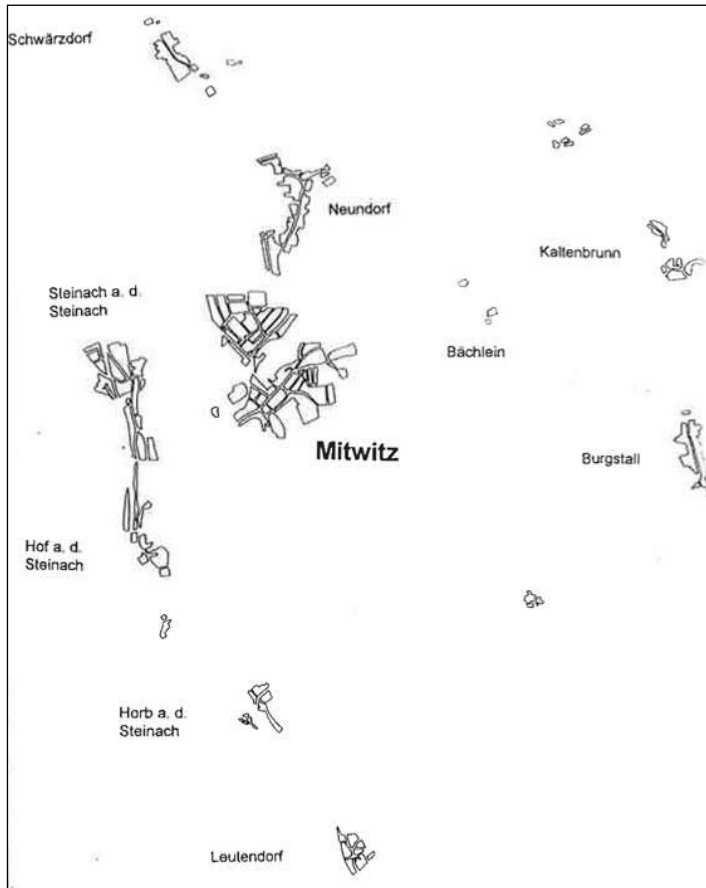 Schwärzdorf
Neundorf
Kaltenbrunn
Steinach a. d.
Steinach
Bächlein
Mitwitz
Burgstall
Hof a. d.
Steinach
Horb a. d.
Steinach
Leutendorf